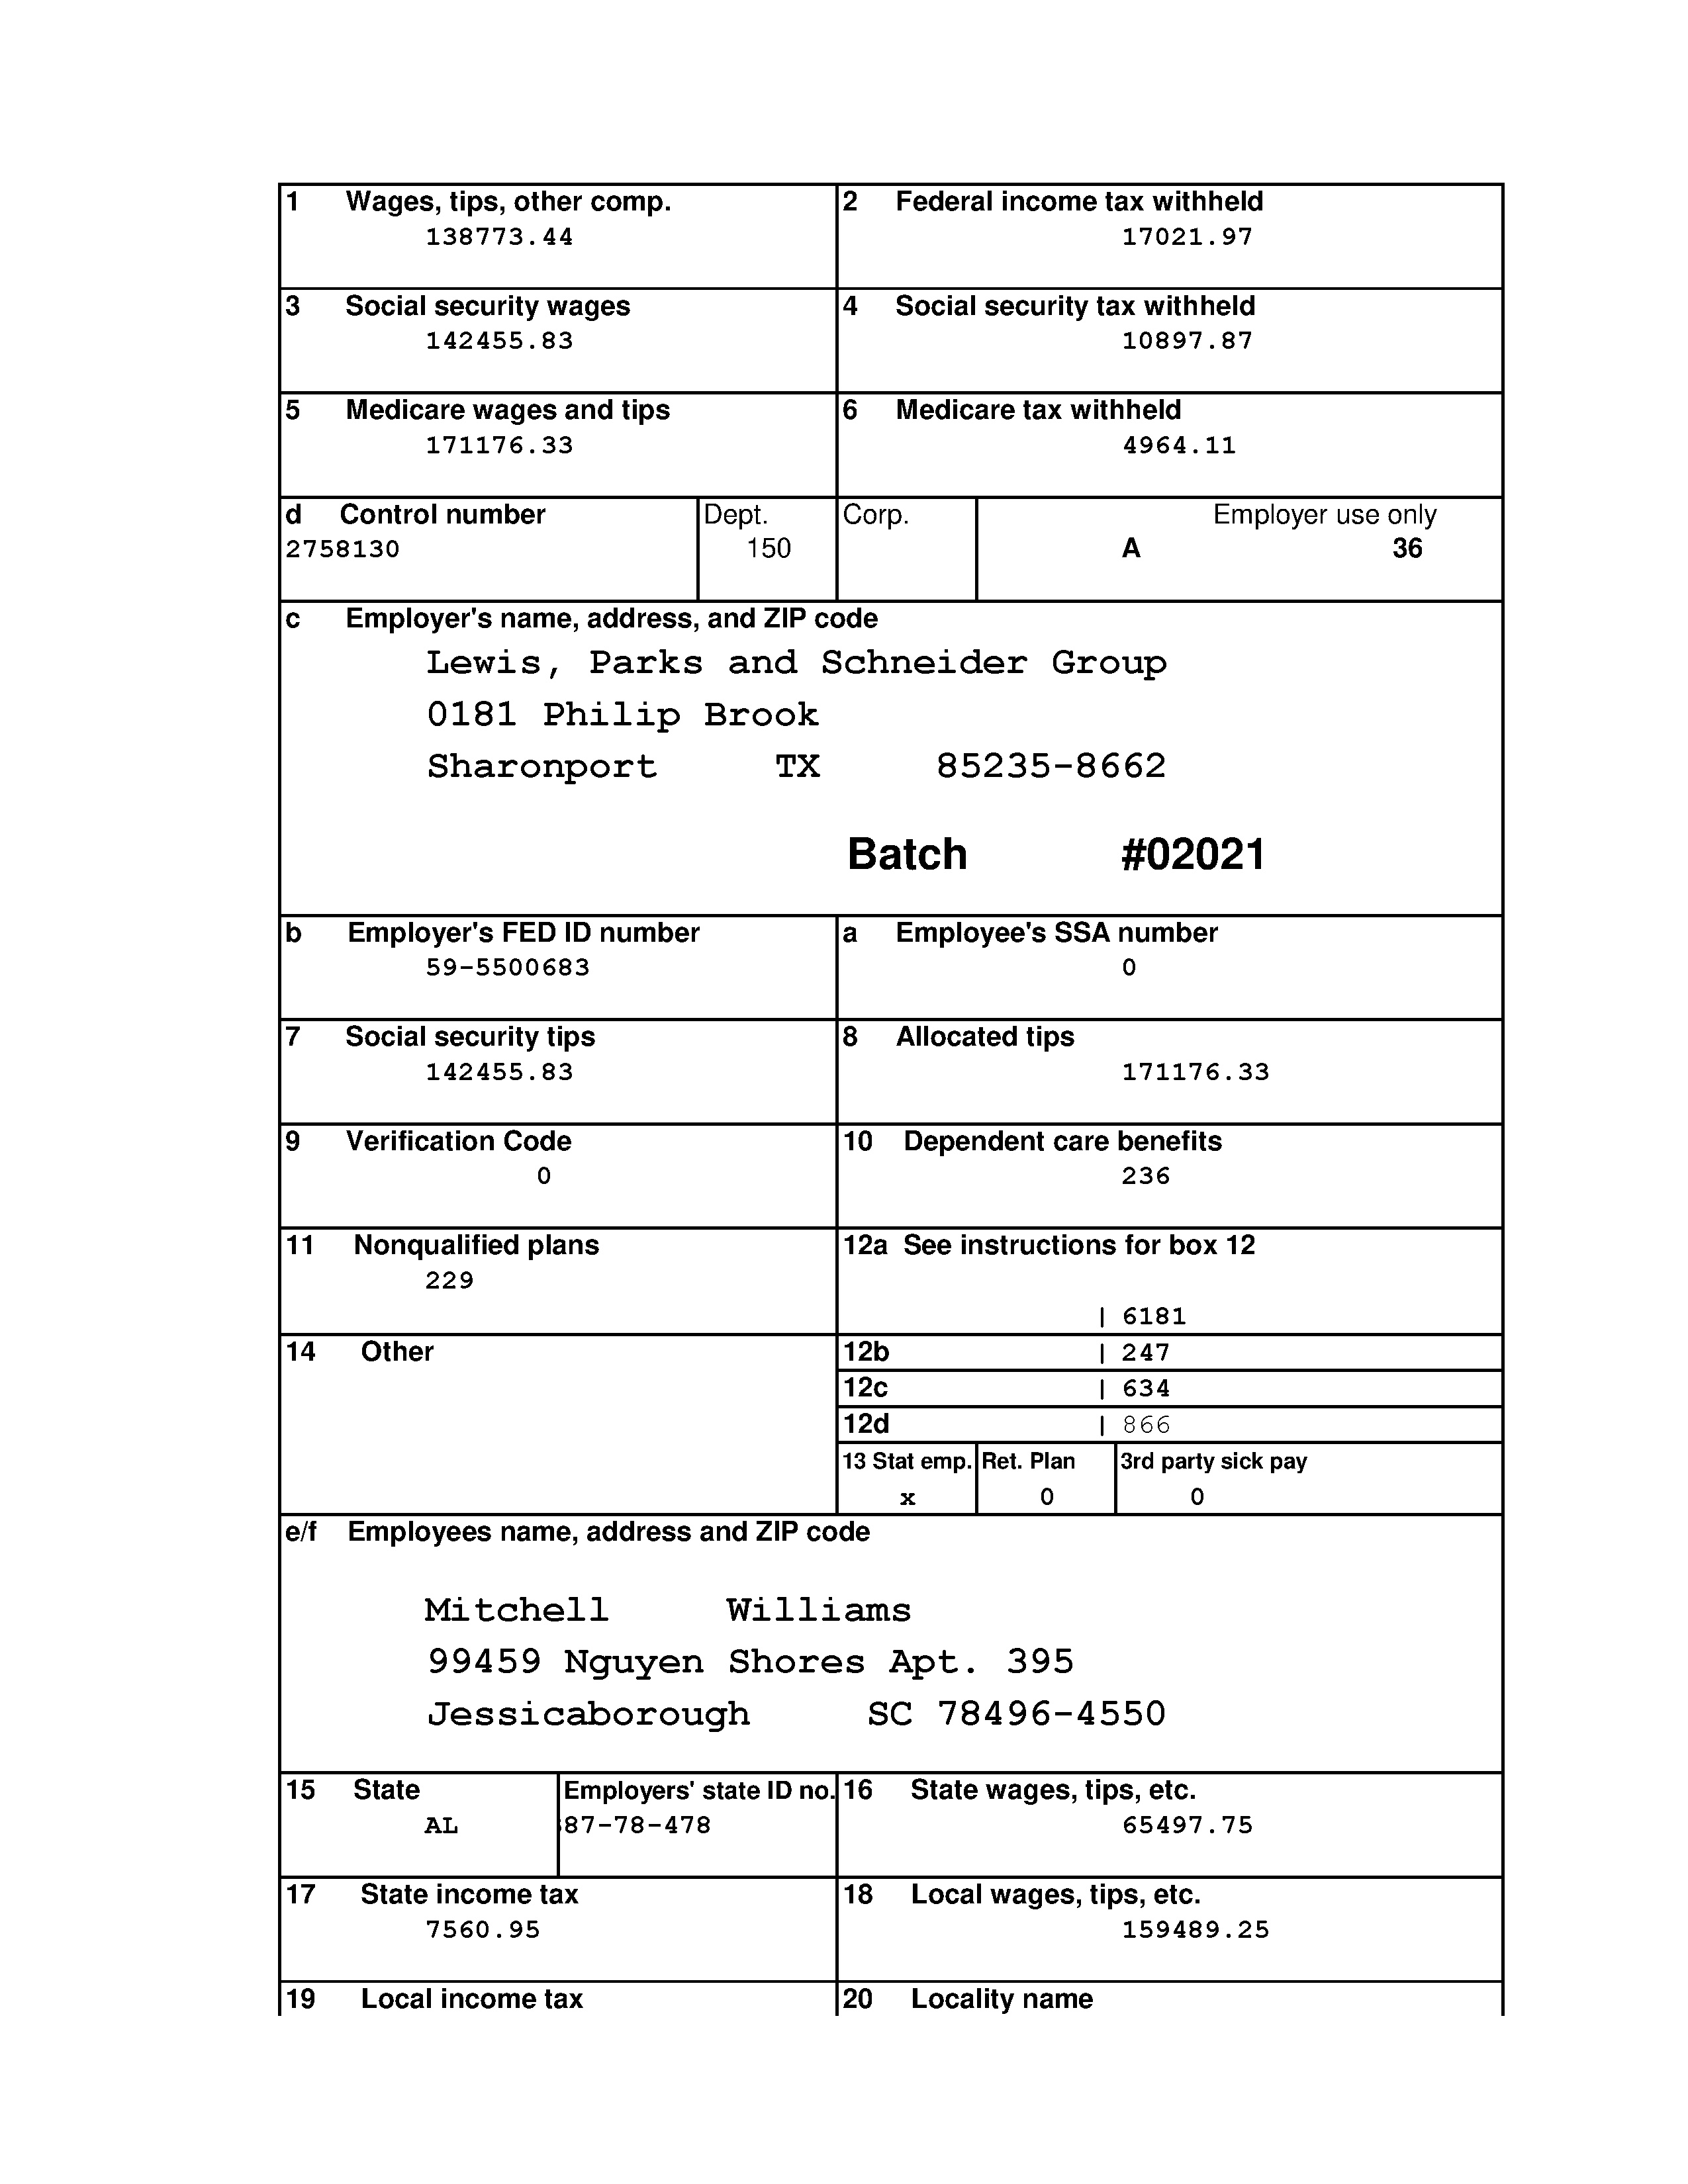 1 Wages, tips, other comp. 2 Federal income tax withheld
138773.44 17021.97
3 Social security wages 4 Social security tax withheld
142455.83 10897.87
5 Medicare wages and tips 6 Medicare tax withheld
171176.33 4964.11
d Control number Dept. Corp. Employer use only
2758130 150 A 36
c Employer's name, address, and ZIP code
Lewis, Parks and Schneider Group
0181 Philip Brook
Sharonport TX 85235-8662
Batch #02021
b Employer's FED ID number a Employee's SSA number
59-5500683 0
7 Social security tips 8 Allocated tips
142455.83 171176.33
9 Verification Code 10 Dependent care benefits
0 236
11 Nonqualified plans 12a See instructions for box 12
229
| 6181
14 Other 12b | 247
12c | 634
12d | 866
13 Stat emp. Ret. Plan 3rd party sick pay
x 0 0
e/f Employees name, address and ZIP code
Mitchell Williams
99459 Nguyen Shores Apt. 395
Jessicaborough SC 78496-4550
15 State Employers' state ID no. 16 State wages, tips, etc.
AL 87-78-478 65497.75
17 State income tax 18 Local wages, tips, etc.
7560.95 159489.25
19 Local income tax 20 Locality name